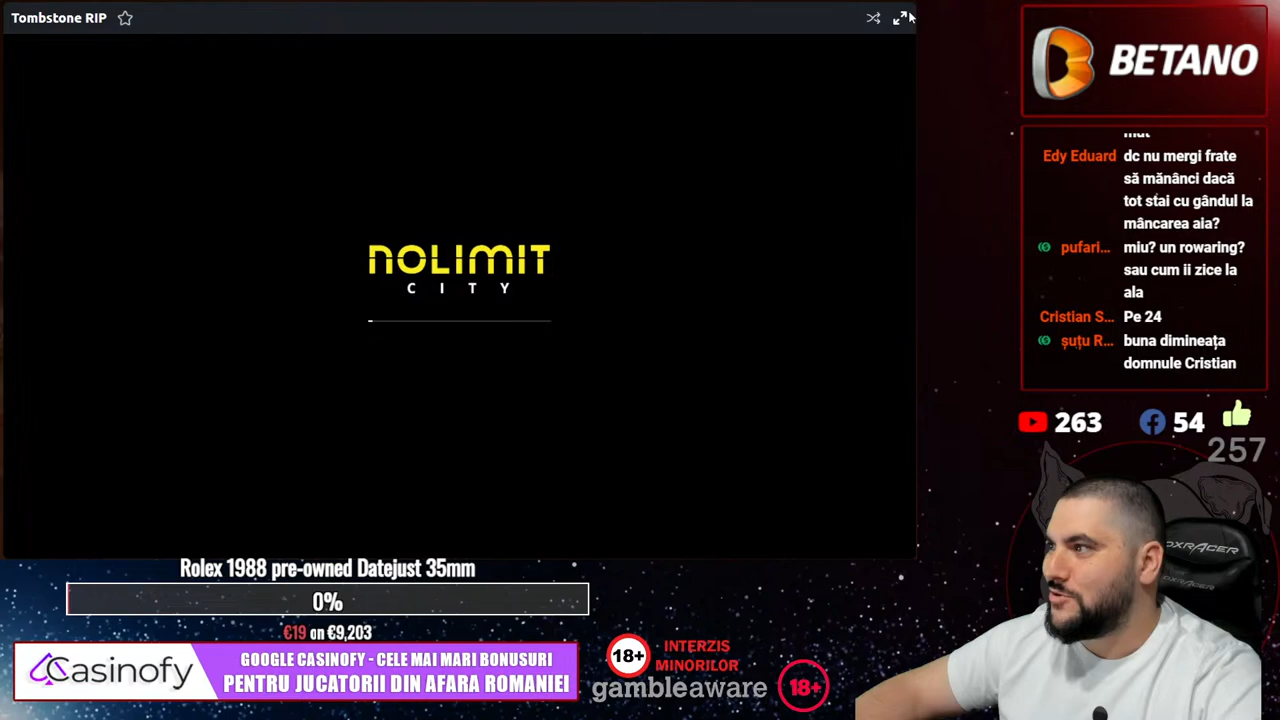 Tombstone RIP
NOLIMIT
CITY
BETANO
Edy Eduard dc nu mergi frate
să mănânci dacă
tot stai cu gândul la
mâncarea aia?
pufari... miu? un rowaring?
sau cum ii zice la
ala
Cristian S... Pe 24
șuțu R... buna dimineața
domnule Cristian
263 54
257
DXRACER
DXRACER
Rolex 1988 pre-owned Datejust 35mm
0%
€19 on €9,203
Casinofy
GOOGLE CASINOFY - CELE MAI MARI BONUSURI
PENTRU JUCATORII DIN AFARA ROMANIEI
18+ INTERZIS
MINORILOR
gambleaware 18+